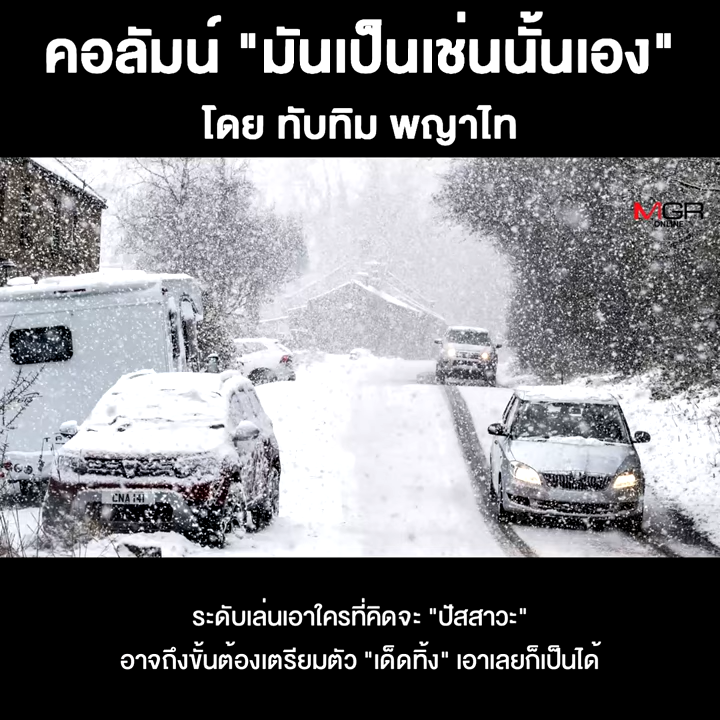 คอลัมน์ "มันเป็นเช่นนั้นเอง"
โดย ทับทิม พญาไท
MGR
ONLINE
ระดับเล่นเอาใครที่คิดจะ "ปัสสาวะ"
อาจถึงขั้นต้องเตรียมตัว "เด็ดทิ้ง" เอาเลยก็เป็นได้